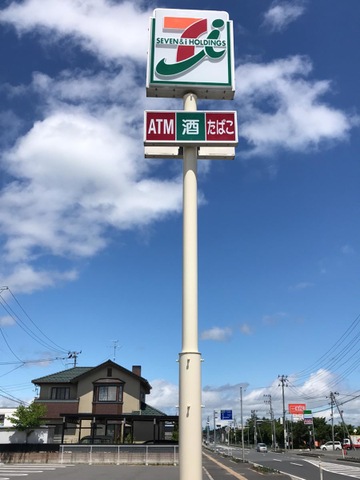 SEVEN & i HOLDINGS
ATM 酒 たばこ